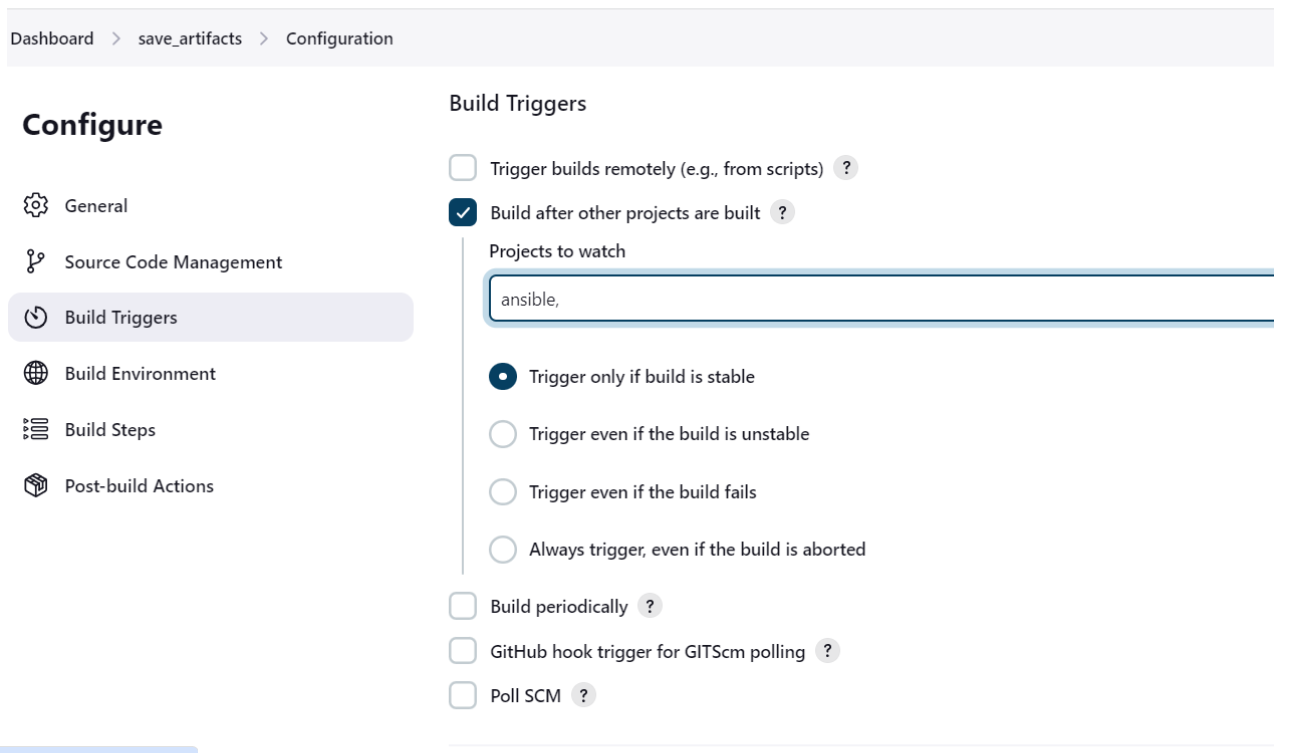 Dashboard > save_artifacts > Configuration
Configure
General
Source Code Management
Build Triggers
Build Environment
Build Steps
Post-build Actions
Build Triggers
Trigger builds remotely (e.g., from scripts) ?
Build after other projects are built ?
Projects to watch
ansible,
Trigger only if build is stable
Trigger even if the build is unstable
Trigger even if the build fails
Always trigger, even if the build is aborted
Build periodically ?
GitHub hook trigger for GITScm polling ?
Poll SCM ?